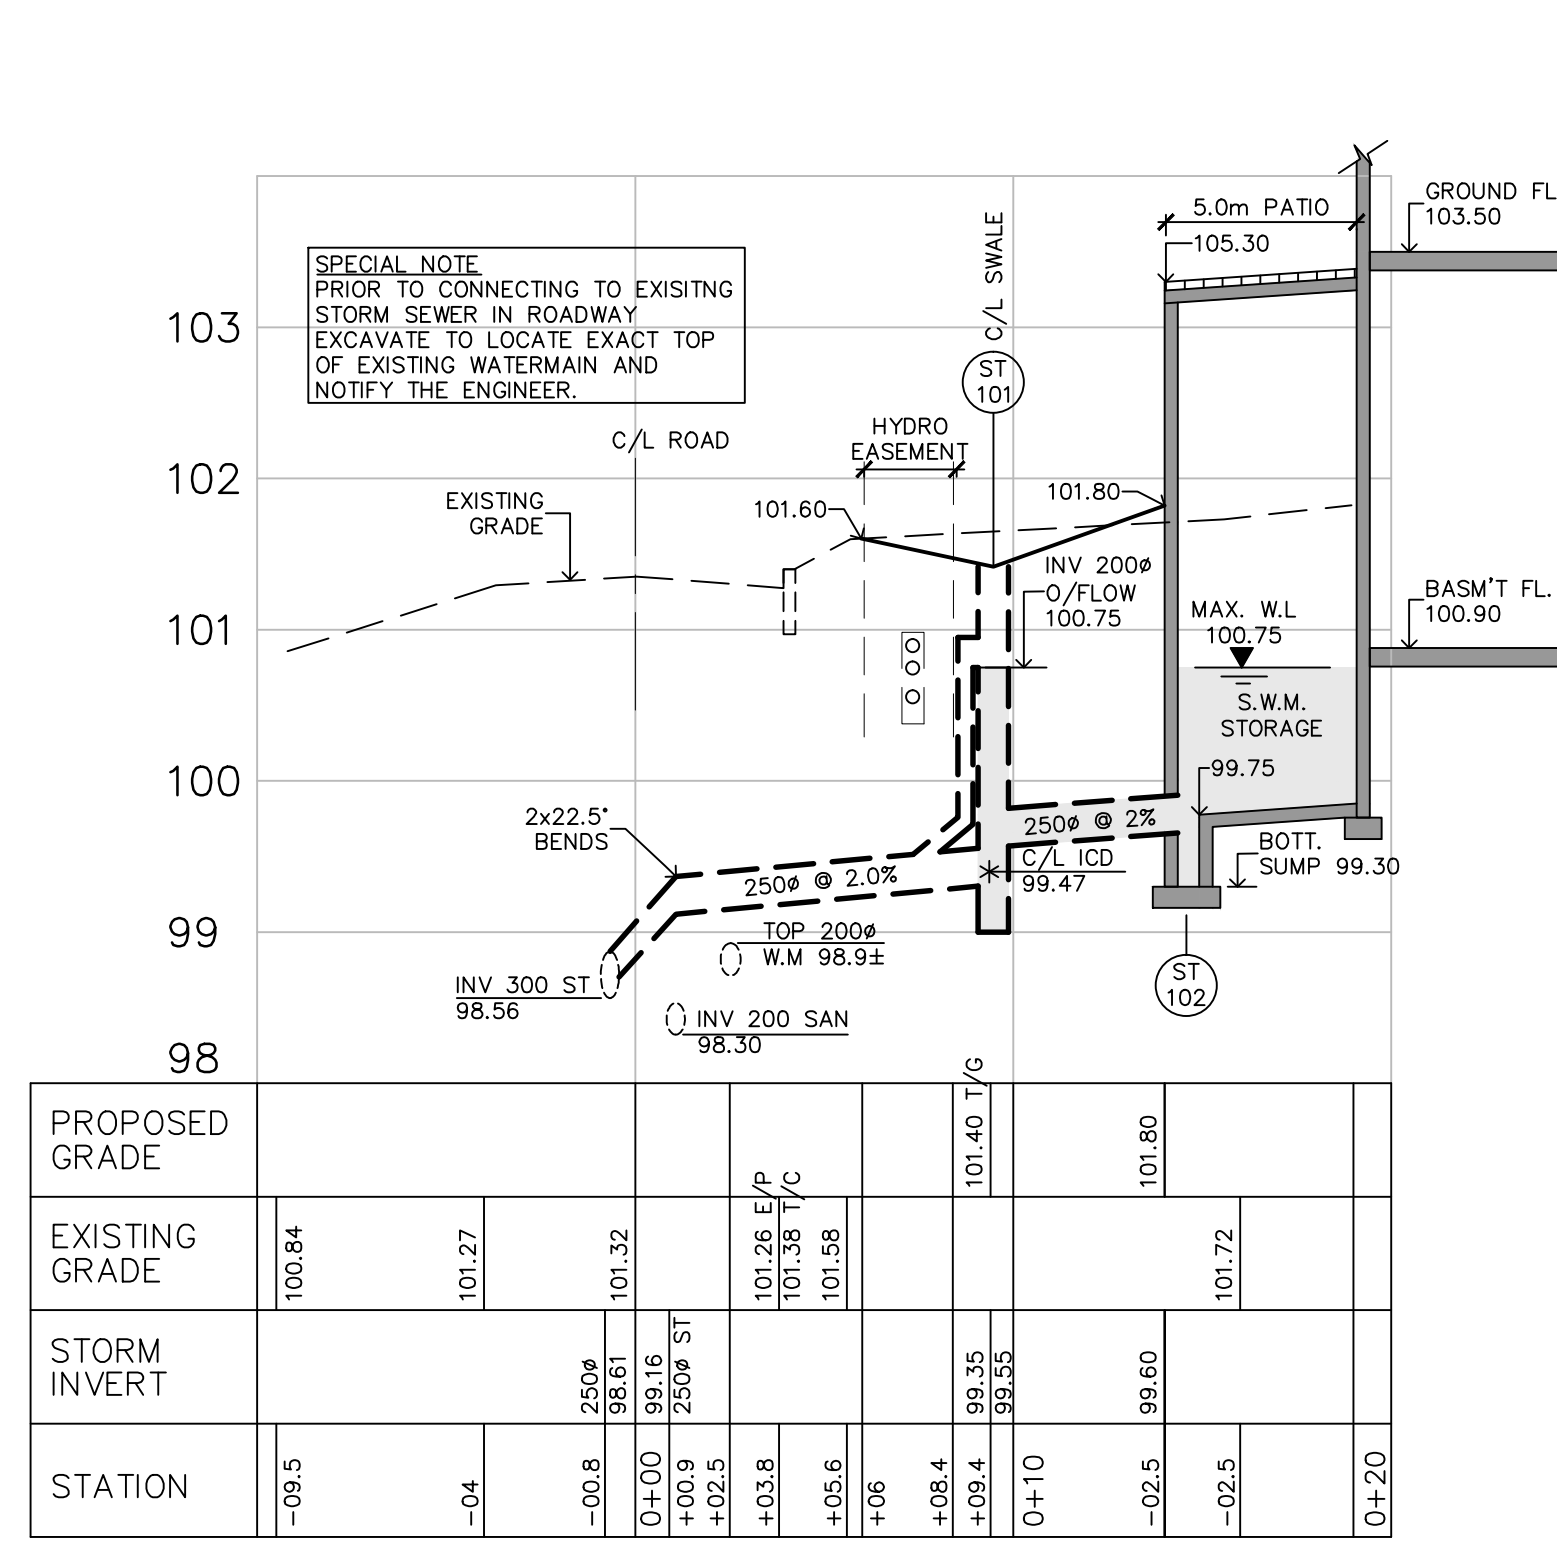 GROUND FL
103.50
5.0m PATIO
105.30
C/L SWALE
SPECIAL NOTE
PRIOR TO CONNECTING TO EXISITNG
STORM SEWER IN ROADWAY
EXCAVATE TO LOCATE EXACT TOP
OF EXISTING WATERMAIN AND
NOTIFY THE ENGINEER.
103
ST
101
HYDRO
EASEMENT
C/L ROAD
102
EXISTING
GRADE
101.60
101.80
INV 200ø
O/FLOW
100.75
101
MAX. W.L
100.75
BASM'T FL.
100.90
S.W.M.
STORAGE
100
99.75
2x22.5°
BENDS
250ø @ 2%
BOTT.
SUMP 99.30
C/L ICD
99.47
250ø @ 2.0%
99
TOP 200ø
W.M 98.9±
INV 300 ST
98.56
INV 200 SAN
98.30
ST
102
98
PROPOSED
GRADE
101.40 T/G
101.80
EXISTING
GRADE
100.84
101.27
101.32
101.26 E/P
101.38 T/C
101.58
101.72
STORM
INVERT
250ø
98.61
99.16
250ø ST
99.35
99.55
99.60
STATION
-09.5
-04
-00.8
0+00
+00.9
+02.5
+03.8
+05.6
+06
+08.4
+09.4
0+10
-02.5
-02.5
0+20